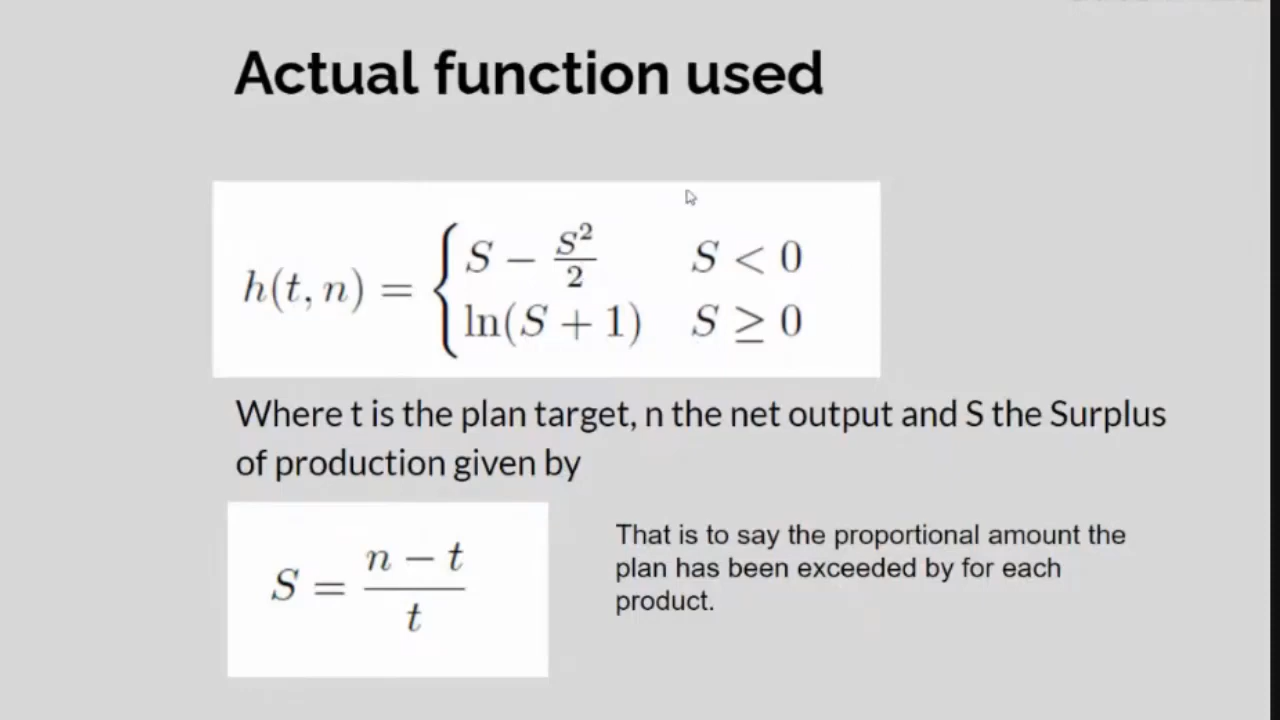 Actual function used
h(t, n) = { S − S²/2    S < 0
ln(S + 1)    S ≥ 0
Where t is the plan target, n the net output and S the Surplus
of production given by
S = (n − t)/t
That is to say the proportional amount the
plan has been exceeded by for each
product.